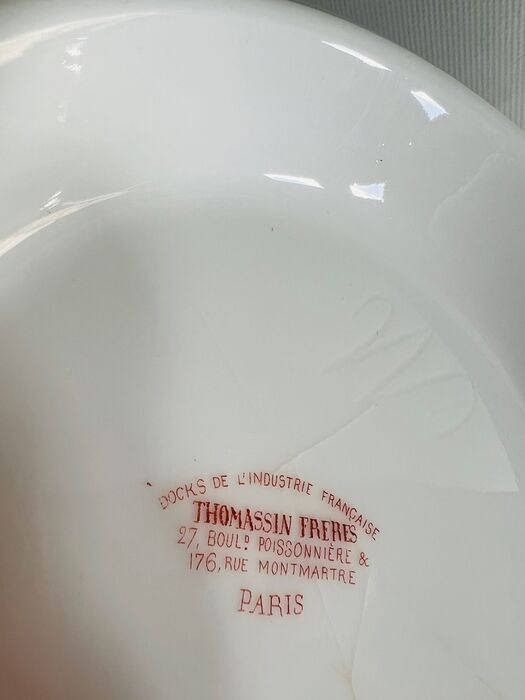 DOCKS DE L'INDUSTRIE FRANÇAISE
THOMASSIN FRERES
27, BOULD POISSONNIÈRE &
176, RUE MONTMARTRE
PARIS